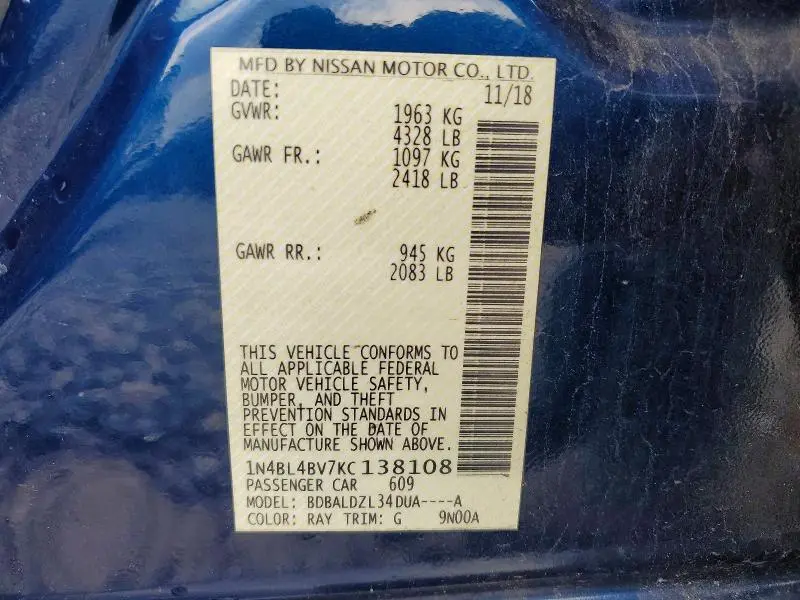 MFD BY NISSAN MOTOR CO., LTD.
DATE: 11/18
GVWR: 1963 KG
4328 LB
GAWR FR.: 1097 KG
2418 LB
GAWR RR.: 945 KG
2083 LB
THIS VEHICLE CONFORMS TO
ALL APPLICABLE FEDERAL
MOTOR VEHICLE SAFETY,
BUMPER, AND THEFT
PREVENTION STANDARDS IN
EFFECT ON THE DATE OF
MANUFACTURE SHOWN ABOVE.
1N4BL4BV7KC138108
PASSENGER CAR 609
MODEL: BDBALDZL34DUA----A
COLOR: RAY TRIM: G 9N00A